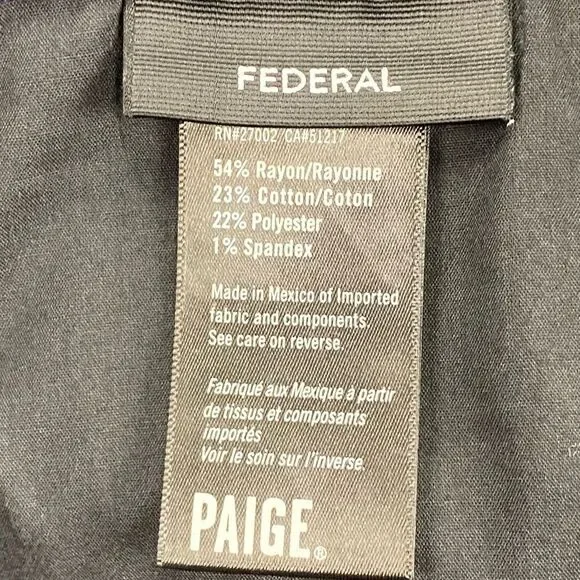 FEDERAL
RN#27002 CA#51217
54% Rayon/Rayonne
23% Cotton/Coton
22% Polyester
1% Spandex
Made in Mexico of Imported
fabric and components.
See care on reverse.
Fabriqué aux Mexique à partir
de tissus et composants
importés
Voir le soin sur l'inverse.
PAIGE®